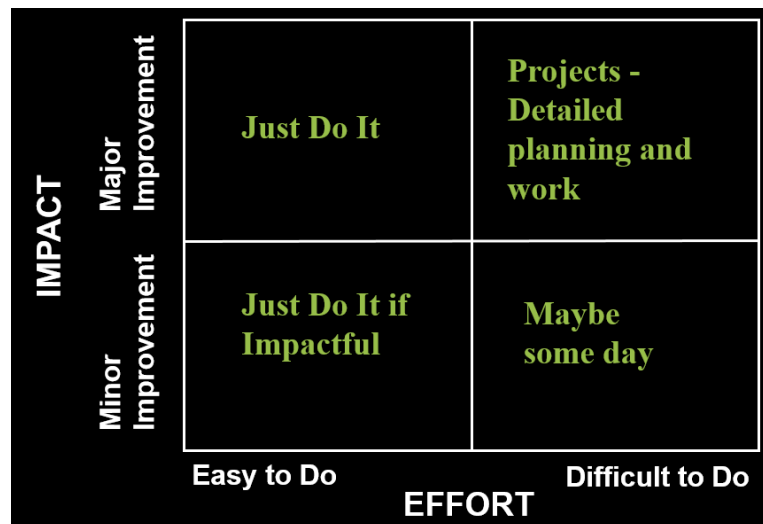 IMPACT
Major
Improvement
Just Do It
Projects -
Detailed
planning and
work
Minor
Improvement
Just Do It if
Impactful
Maybe
some day
Easy to Do
Difficult to Do
EFFORT